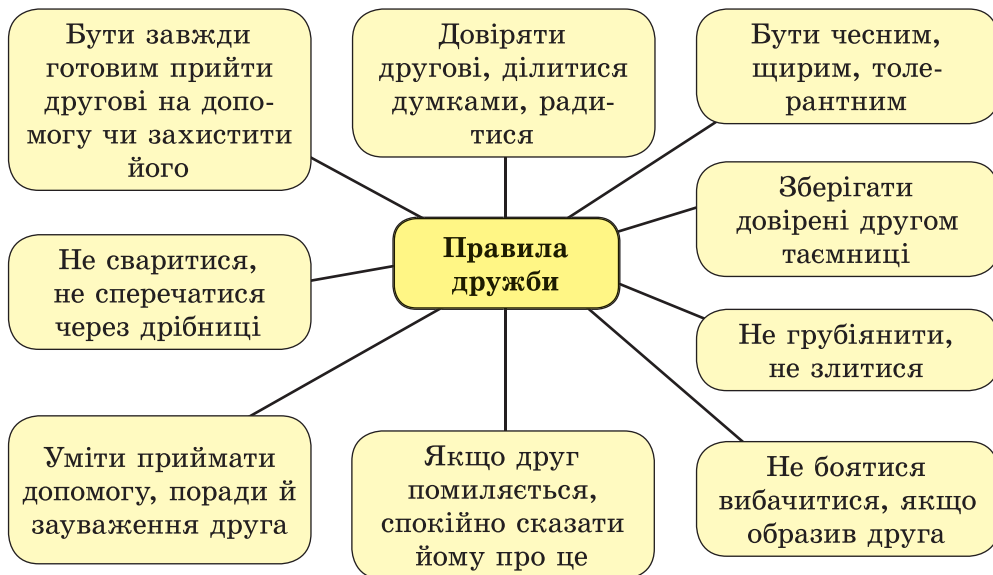 Бути завжди
готовим прийти
другові на допо-
могу чи захистити
його
Довіряти
другові, ділитися
думками, ради-
тися
Бути чесним,
щирим, толе-
рантним
Зберігати
довірені другом
таємниці
Правила
дружби
Не сваритися,
не сперечатися
через дрібниці
Не грубіянити,
не злитися
Уміти приймати
допомогу, поради й
зауваження друга
Якщо друг
помиляється,
спокійно сказати
йому про це
Не боятися
вибачитися, якщо
образив друга